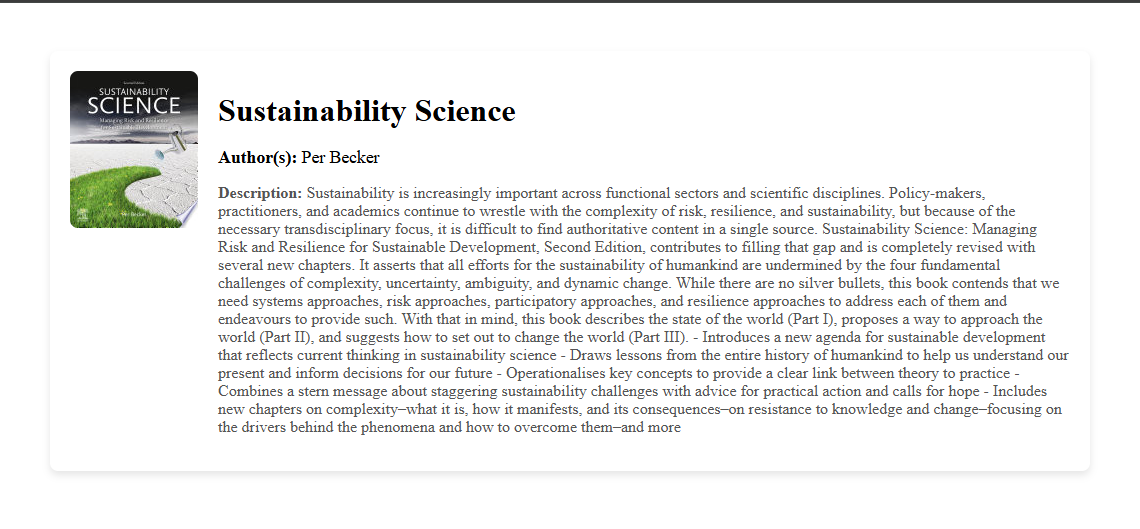 Second Edition
SUSTAINABILITY
SCIENCE
Managing Risk and Resilience
for Sustainable Development
Per Becker
Sustainability Science
Author(s): Per Becker
Description: Sustainability is increasingly important across functional sectors and scientific disciplines. Policy-makers,
practitioners, and academics continue to wrestle with the complexity of risk, resilience, and sustainability, but because of the
necessary transdisciplinary focus, it is difficult to find authoritative content in a single source. Sustainability Science: Managing
Risk and Resilience for Sustainable Development, Second Edition, contributes to filling that gap and is completely revised with
several new chapters. It asserts that all efforts for the sustainability of humankind are undermined by the four fundamental
challenges of complexity, uncertainty, ambiguity, and dynamic change. While there are no silver bullets, this book contends that we
need systems approaches, risk approaches, participatory approaches, and resilience approaches to address each of them and
endeavours to provide such. With that in mind, this book describes the state of the world (Part I), proposes a way to approach the
world (Part II), and suggests how to set out to change the world (Part III). - Introduces a new agenda for sustainable development
that reflects current thinking in sustainability science - Draws lessons from the entire history of humankind to help us understand our
present and inform decisions for our future - Operationalises key concepts to provide a clear link between theory to practice -
Combines a stern message about staggering sustainability challenges with advice for practical action and calls for hope - Includes
new chapters on complexity–what it is, how it manifests, and its consequences–on resistance to knowledge and change–focusing on
the drivers behind the phenomena and how to overcome them–and more